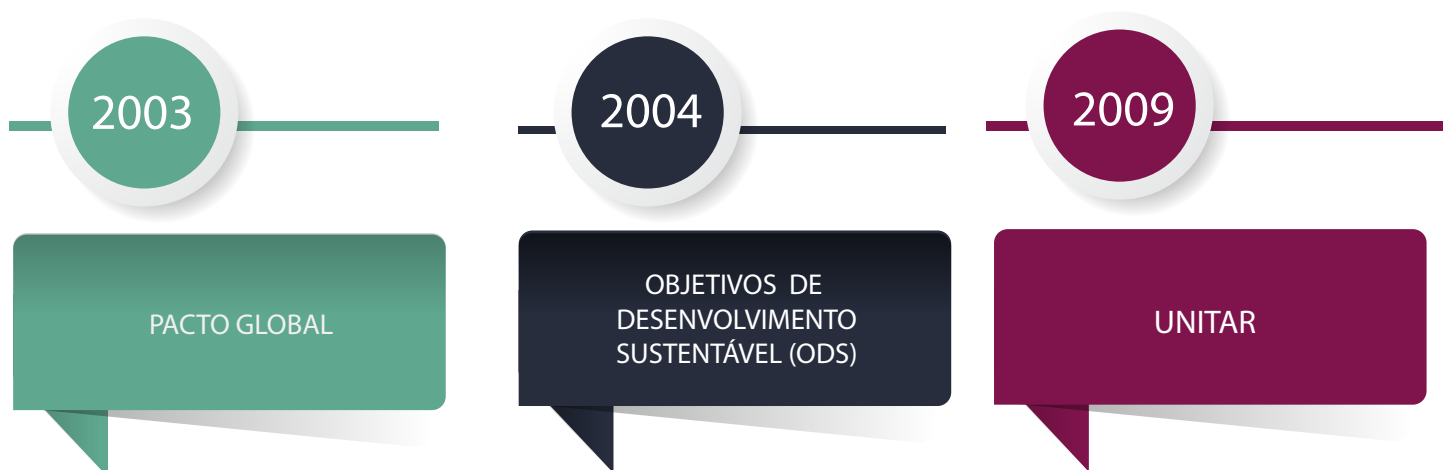 2003
PACTO GLOBAL
2004
OBJETIVOS DE
DESENVOLVIMENTO
SUSTENTÁVEL (ODS)
2009
UNITAR